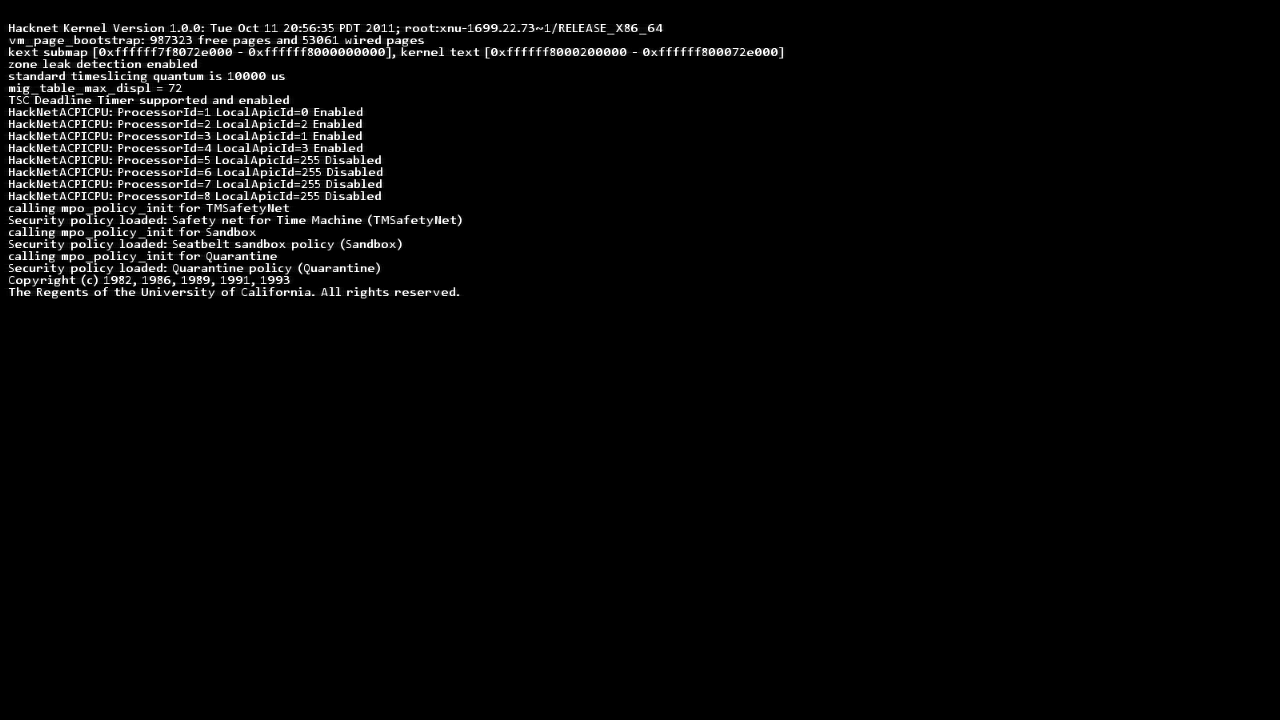 Hacknet Kernel Version 1.0.0: Tue Oct 11 20:56:35 PDT 2011; root:xnu-1699.22.73~1/RELEASE_X86_64
vm_page_bootstrap: 987323 free pages and 53061 wired pages
kext submap [0xffffff7f8072e000 - 0xffffff8000000000], kernel text [0xffffff8000200000 - 0xffffff800072e000]
zone leak detection enabled
standard timeslicing quantum is 10000 us
mig_table_max_displ = 72
TSC Deadline Timer supported and enabled
HackNetACPICPU: ProcessorId=1 LocalApicId=0 Enabled
HackNetACPICPU: ProcessorId=2 LocalApicId=2 Enabled
HackNetACPICPU: ProcessorId=3 LocalApicId=1 Enabled
HackNetACPICPU: ProcessorId=4 LocalApicId=3 Enabled
HackNetACPICPU: ProcessorId=5 LocalApicId=255 Disabled
HackNetACPICPU: ProcessorId=6 LocalApicId=255 Disabled
HackNetACPICPU: ProcessorId=7 LocalApicId=255 Disabled
HackNetACPICPU: ProcessorId=8 LocalApicId=255 Disabled
calling mpo_policy_init for TMSafetyNet
Security policy loaded: Safety net for Time Machine (TMSafetyNet)
calling mpo_policy_init for Sandbox
Security policy loaded: Seatbelt sandbox policy (Sandbox)
calling mpo_policy_init for Quarantine
Security policy loaded: Quarantine policy (Quarantine)
Copyright (c) 1982, 1986, 1989, 1991, 1993
The Regents of the University of California. All rights reserved.